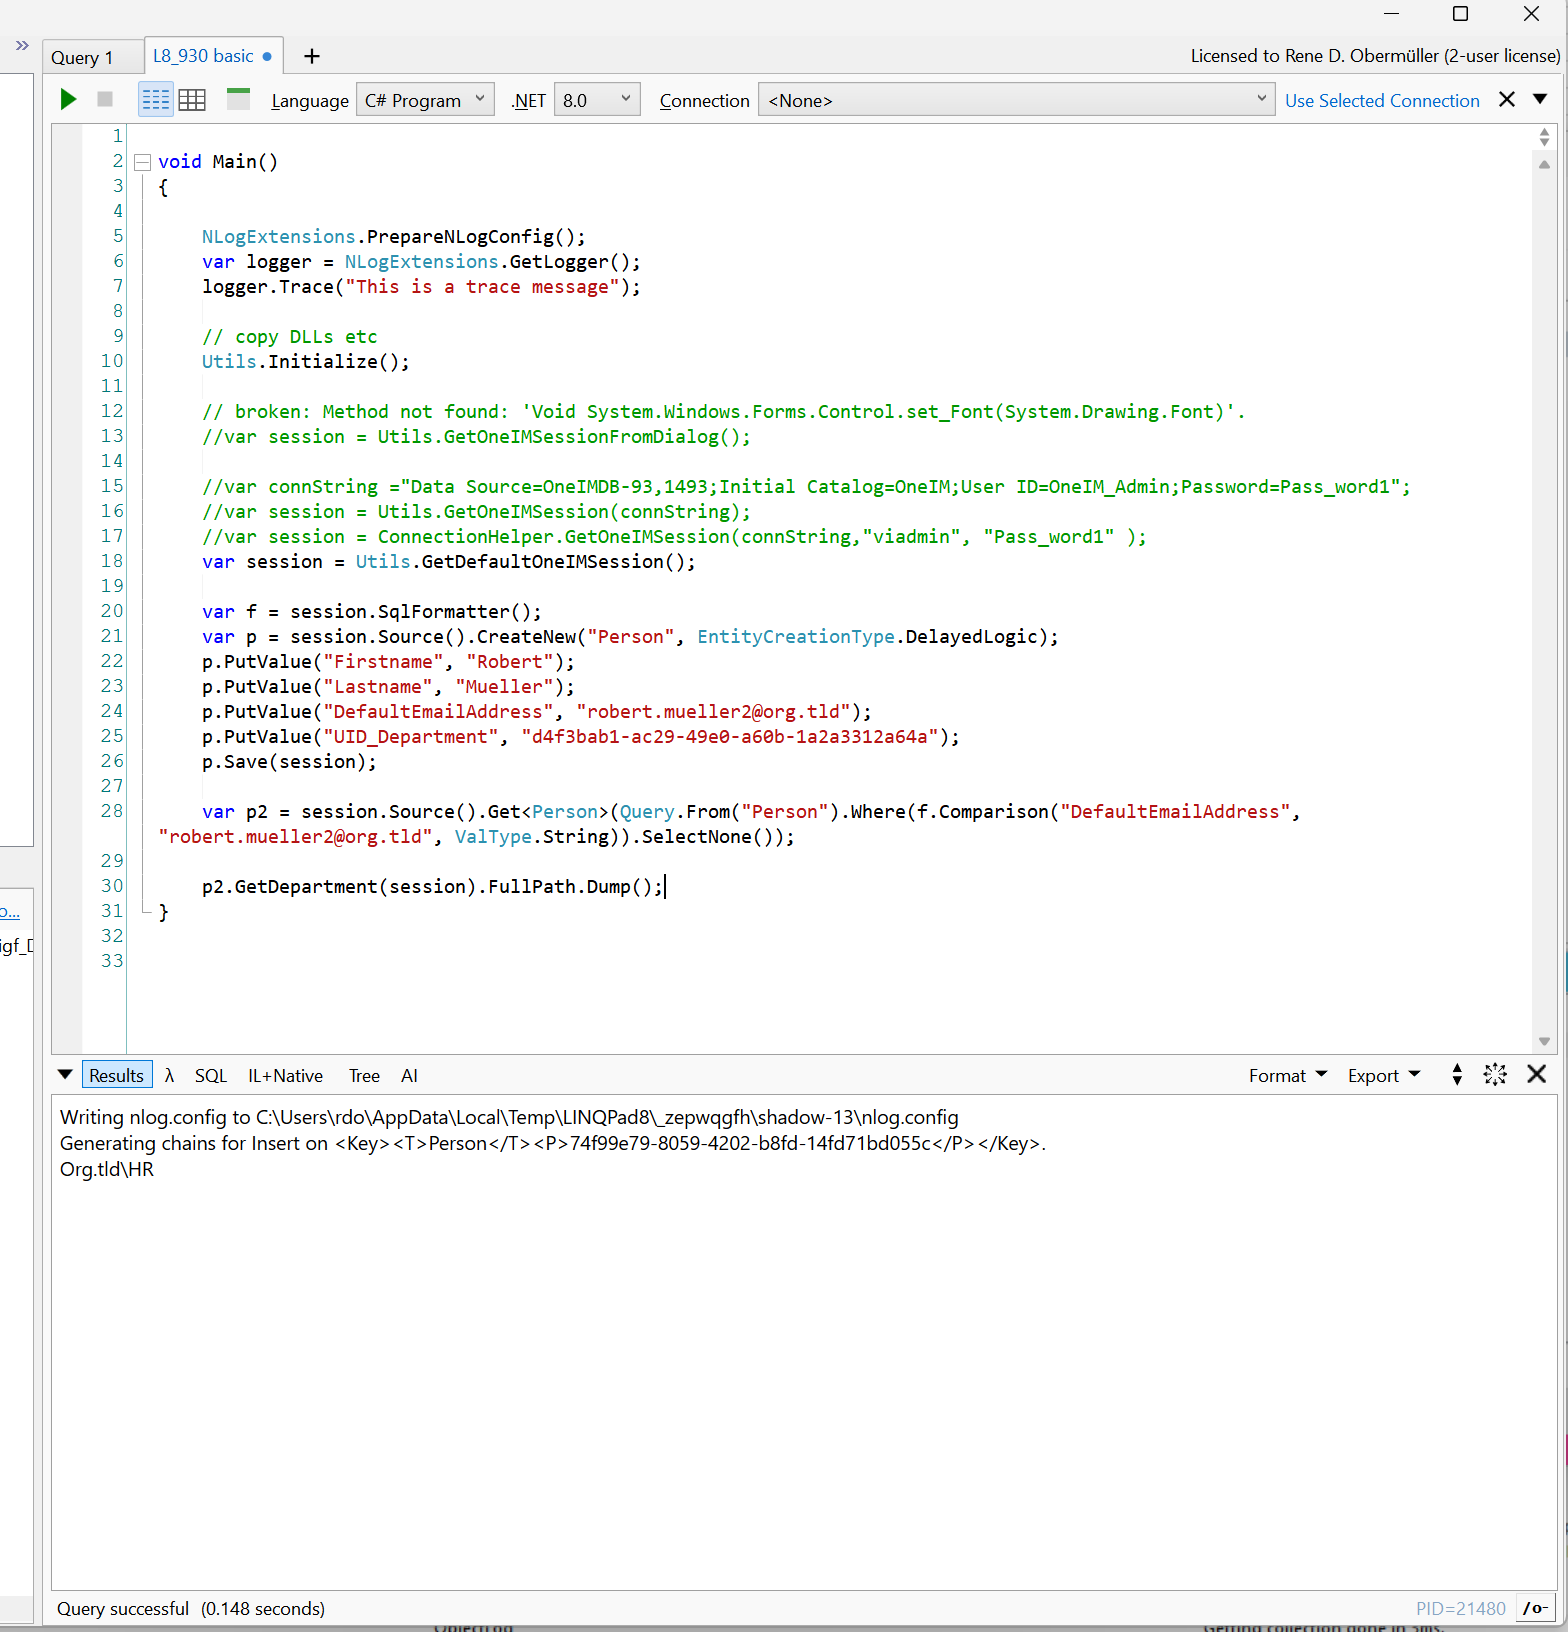 Query 1
L8_930 basic
Licensed to Rene D. Obermüller (2-user license)
Language C# Program .NET 8.0 Connection <None> Use Selected Connection
1
2 void Main()
3 {
4
5 NLogExtensions.PrepareNLogConfig();
6 var logger = NLogExtensions.GetLogger();
7 logger.Trace("This is a trace message");
8
9 // copy DLLs etc
10 Utils.Initialize();
11
12 // broken: Method not found: 'Void System.Windows.Forms.Control.set_Font(System.Drawing.Font)'.
13 //var session = Utils.GetOneIMSessionFromDialog();
14
15 //var connString ="Data Source=OneIMDB-93,1493;Initial Catalog=OneIM;User ID=OneIM_Admin;Password=Pass_word1";
16 //var session = Utils.GetOneIMSession(connString);
17 //var session = ConnectionHelper.GetOneIMSession(connString,"viadmin", "Pass_word1" );
18 var session = Utils.GetDefaultOneIMSession();
19
20 var f = session.SqlFormatter();
21 var p = session.Source().CreateNew("Person", EntityCreationType.DelayedLogic);
22 p.PutValue("Firstname", "Robert");
23 p.PutValue("Lastname", "Mueller");
24 p.PutValue("DefaultEmailAddress", "robert.mueller2@org.tld");
25 p.PutValue("UID_Department", "d4f3bab1-ac29-49e0-a60b-1a2a3312a64a");
26 p.Save(session);
27
28 var p2 = session.Source().Get<Person>(Query.From("Person").Where(f.Comparison("DefaultEmailAddress",
"robert.mueller2@org.tld", ValType.String)).SelectNone());
29
30 p2.GetDepartment(session).FullPath.Dump();
31 }
32
33
o...
igf_D
Results λ SQL IL+Native Tree AI Format Export
Writing nlog.config to C:\Users\rdo\AppData\Local\Temp\LINQPad8\_zepwqgfh\shadow-13\nlog.config
Generating chains for Insert on <Key><T>Person</T><P>74f99e79-8059-4202-b8fd-14fd71bd055c</P></Key>.
Org.tld\HR
Query successful (0.148 seconds)
PID=21480 /o-